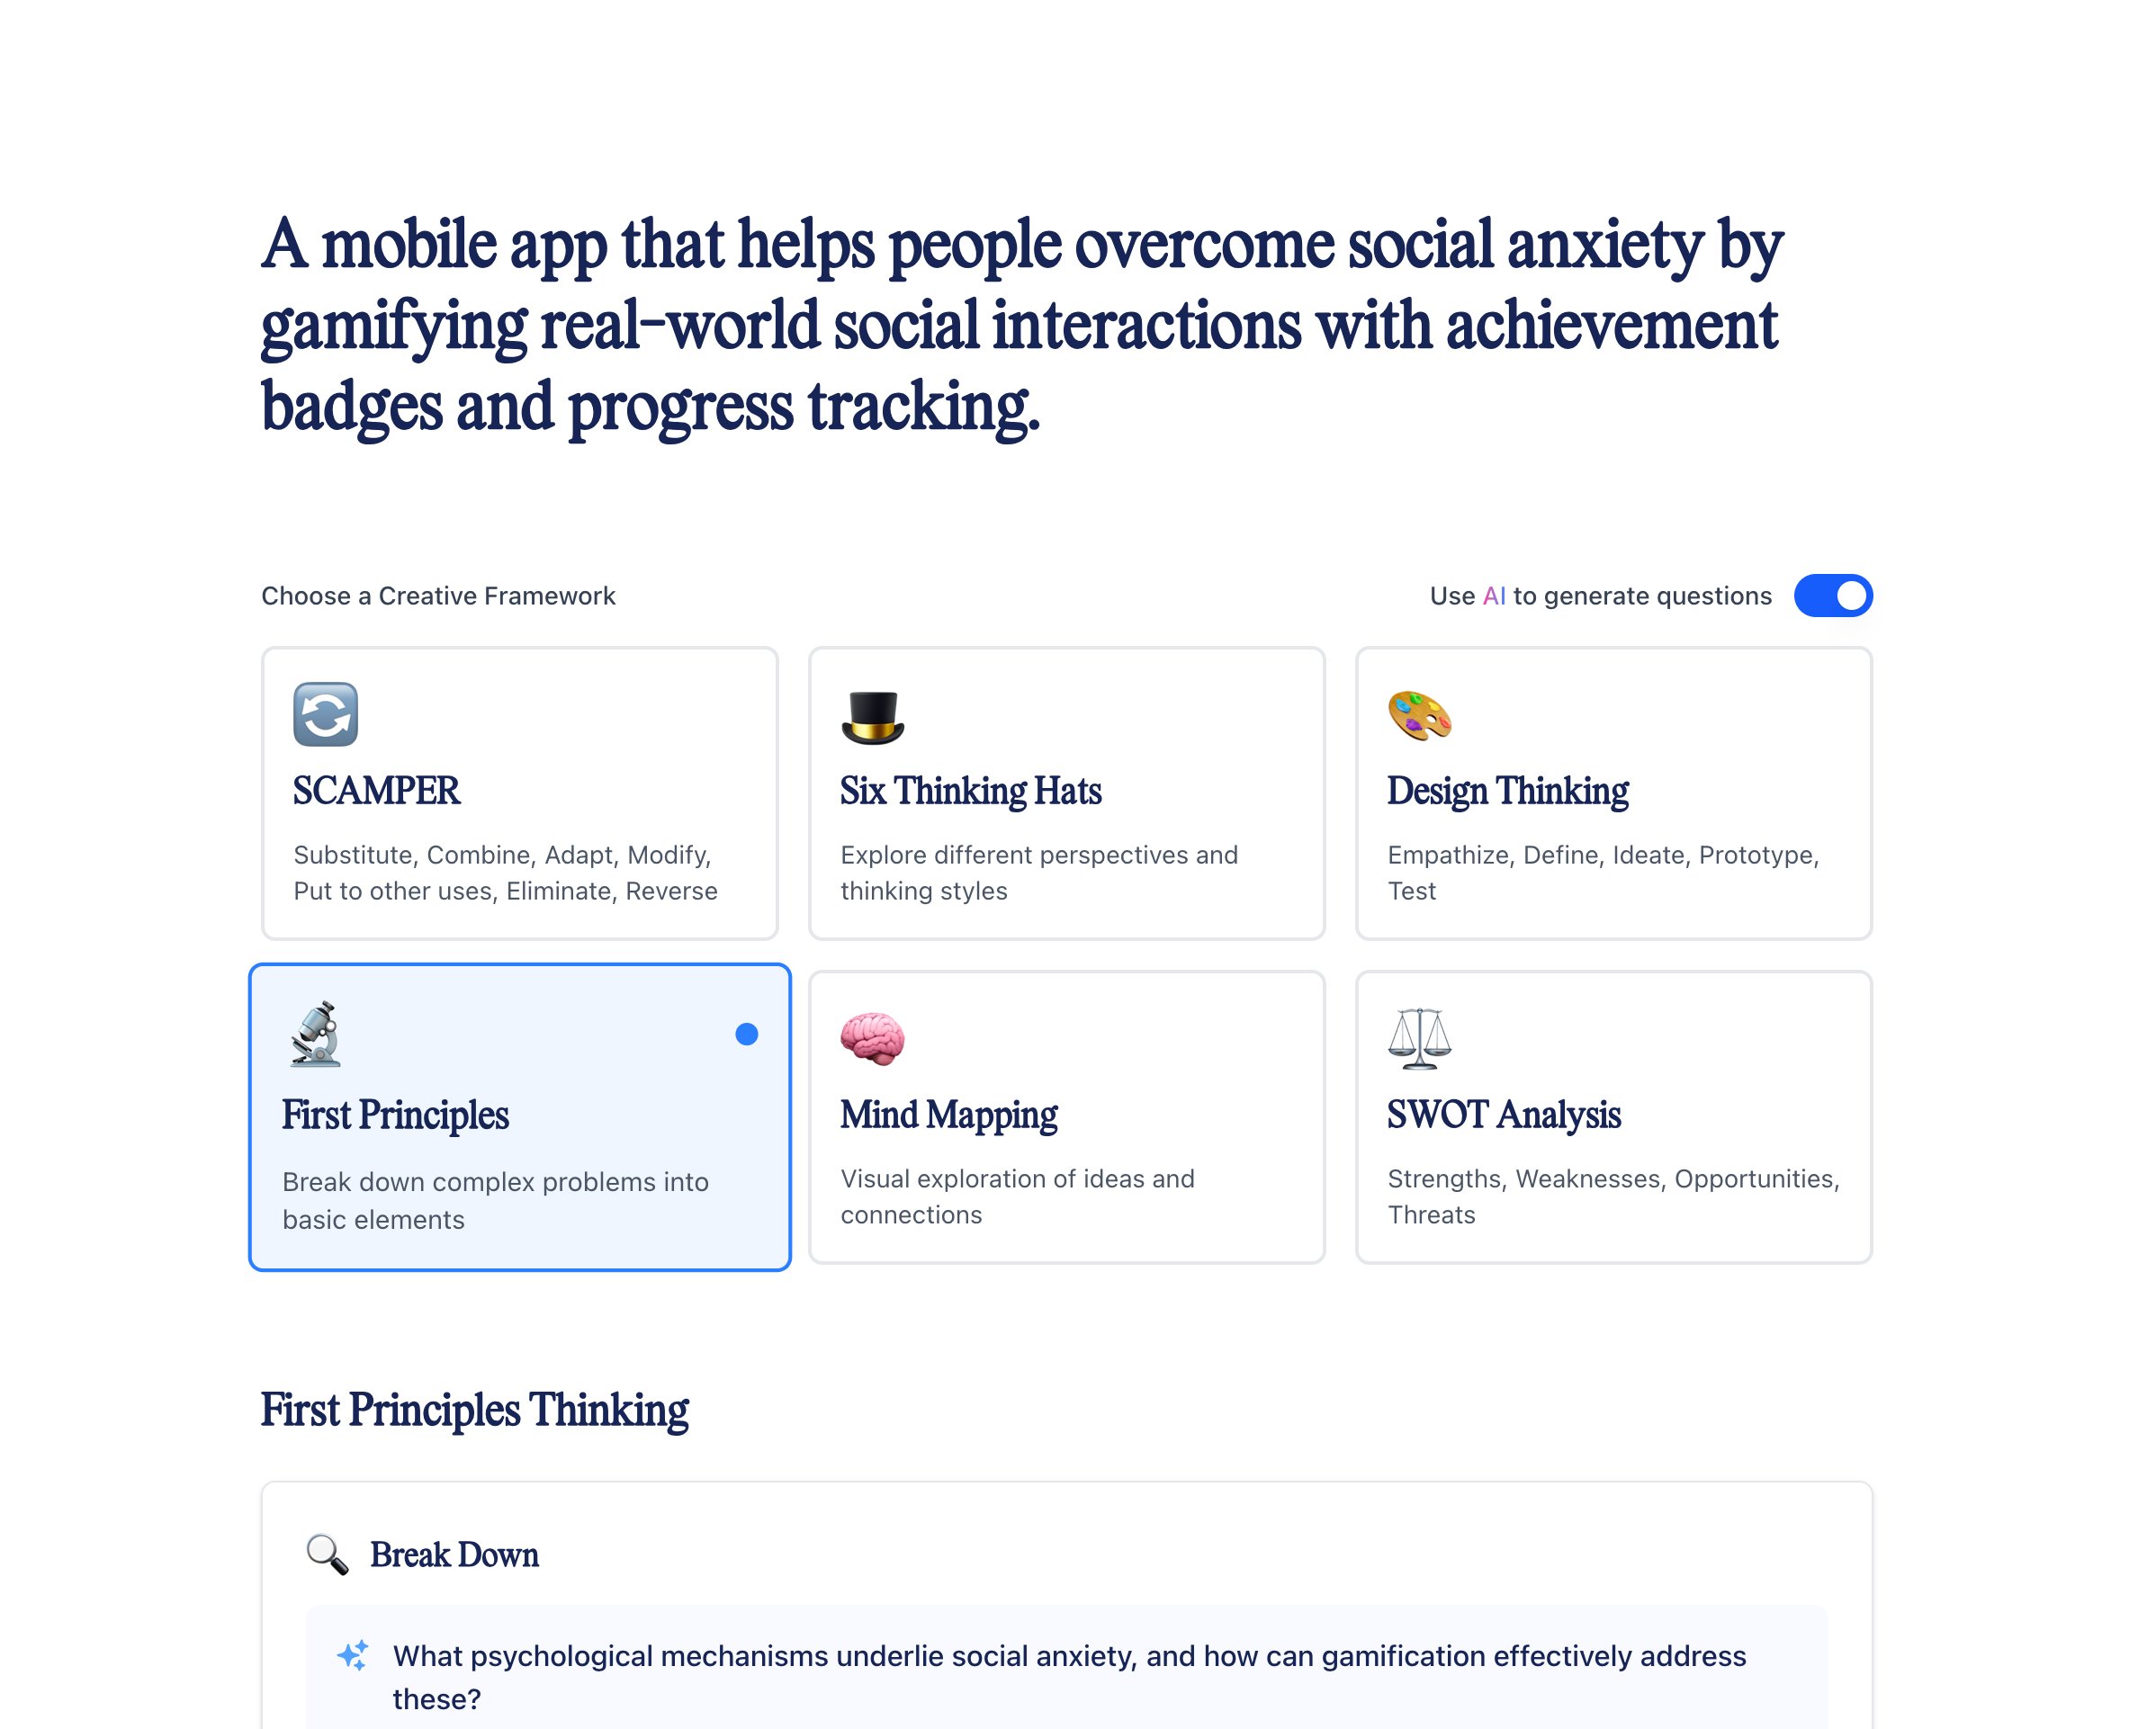 A mobile app that helps people overcome social anxiety by
gamifying real-world social interactions with achievement
badges and progress tracking.
Choose a Creative Framework
Use AI to generate questions
SCAMPER
Substitute, Combine, Adapt, Modify,
Put to other uses, Eliminate, Reverse
Six Thinking Hats
Explore different perspectives and
thinking styles
Design Thinking
Empathize, Define, Ideate, Prototype,
Test
First Principles
Break down complex problems into
basic elements
Mind Mapping
Visual exploration of ideas and
connections
SWOT Analysis
Strengths, Weaknesses, Opportunities,
Threats
First Principles Thinking
Break Down
What psychological mechanisms underlie social anxiety, and how can gamification effectively address
these?